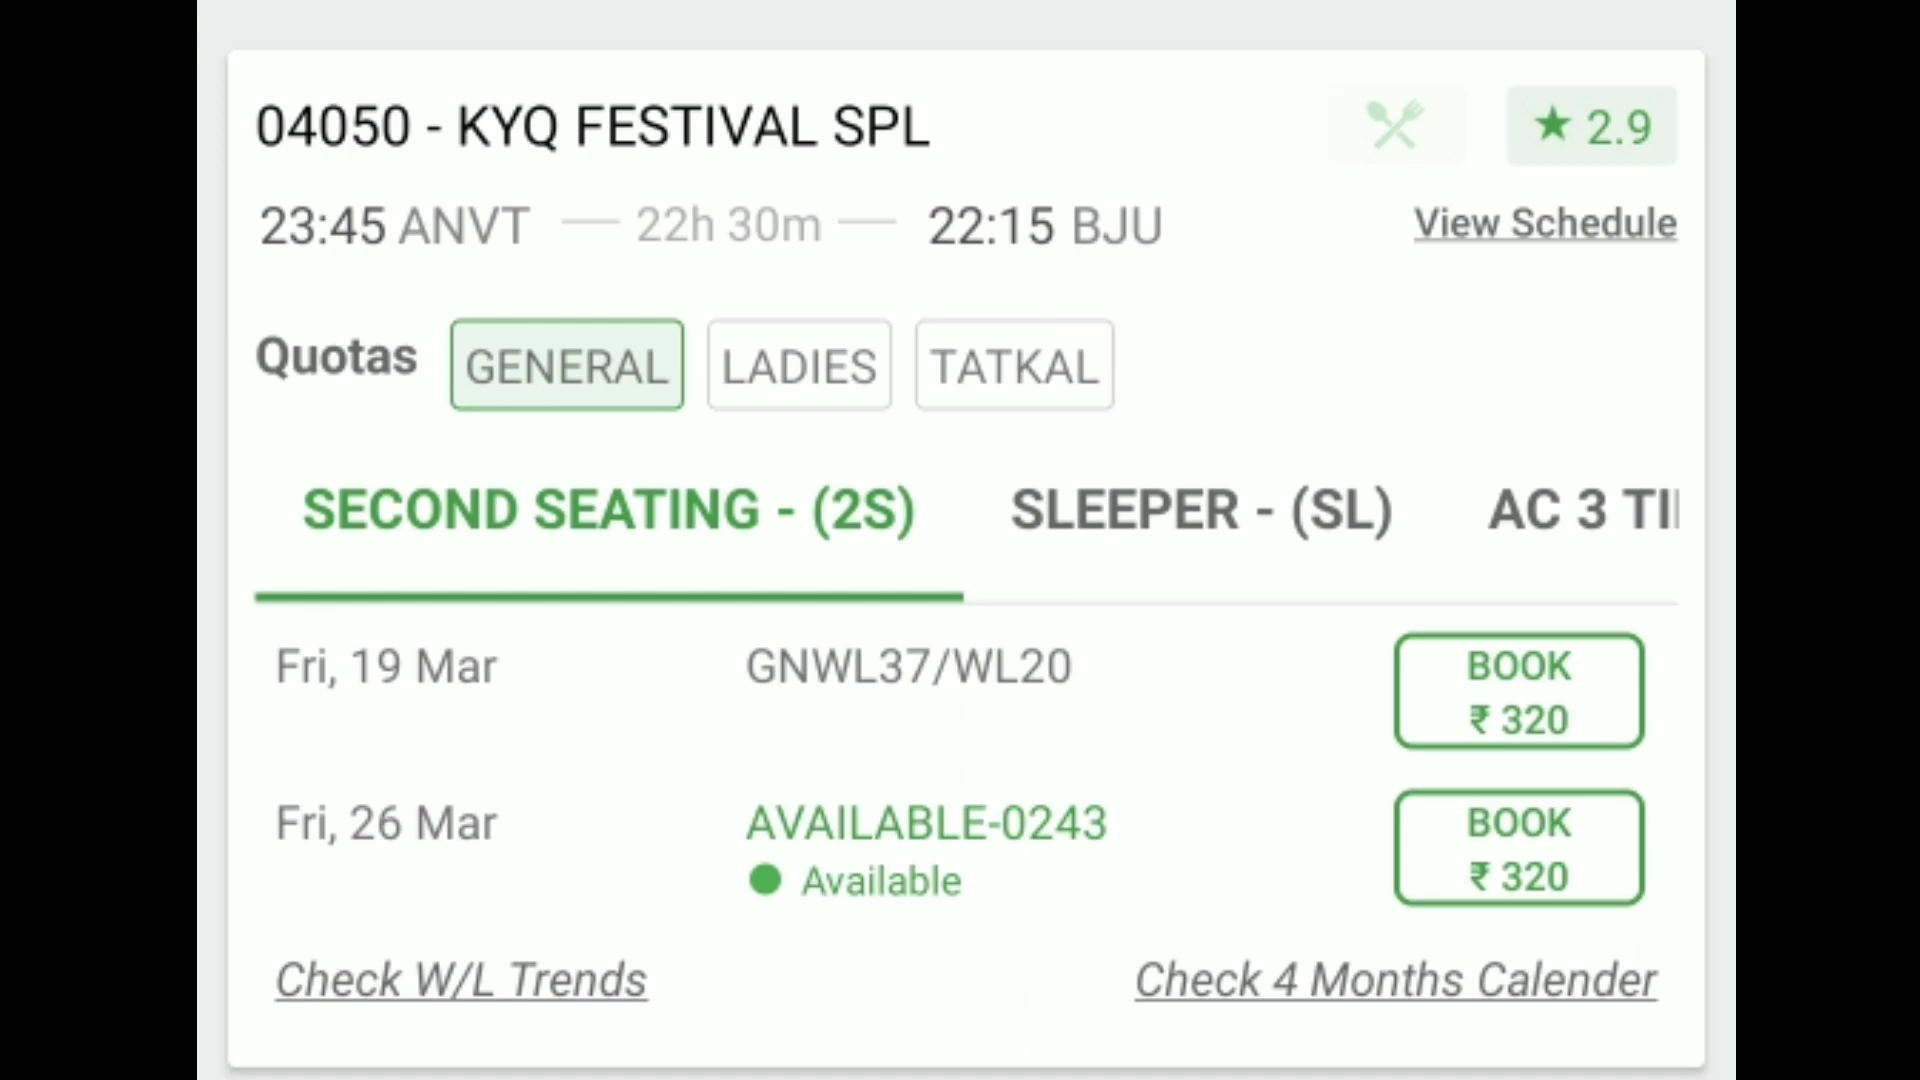 04050 - KYQ FESTIVAL SPL ★ 2.9
23:45 ANVT — 22h 30m — 22:15 BJU View Schedule
Quotas GENERAL LADIES TATKAL
SECOND SEATING - (2S) SLEEPER - (SL) AC 3
Fri, 19 Mar GNWL37/WL20 BOOK
₹ 320
Fri, 26 Mar AVAILABLE-0243 BOOK
Available ₹ 320
Check W/L Trends Check 4 Months Calender